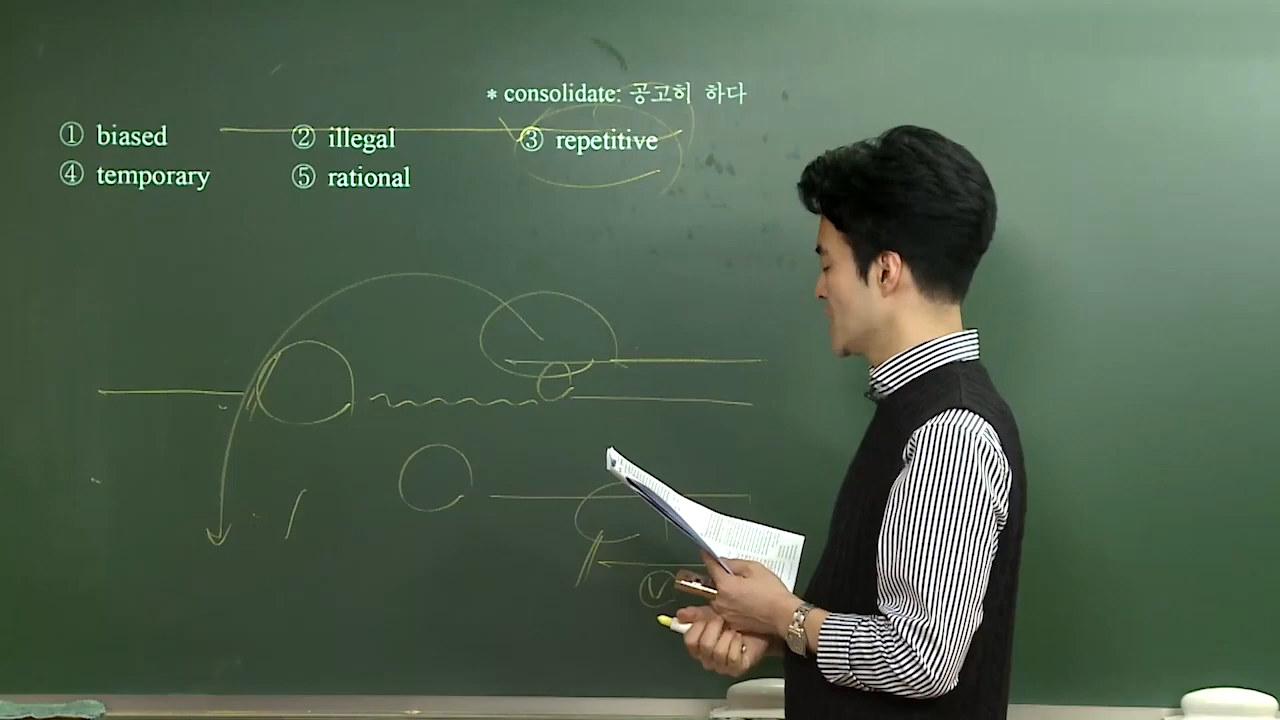 * consolidate: 공고히 하다
① biased ② illegal ③ repetitive
④ temporary ⑤ rational
V